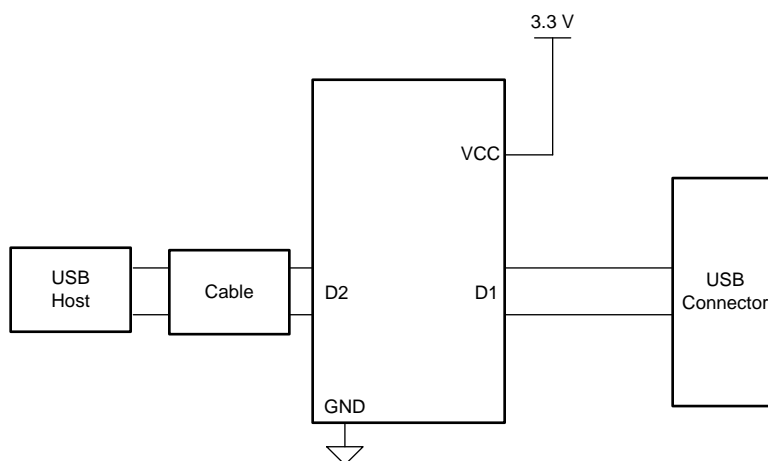 3.3 V
VCC
USB
Host
Cable
D2
D1
USB
Connector
GND